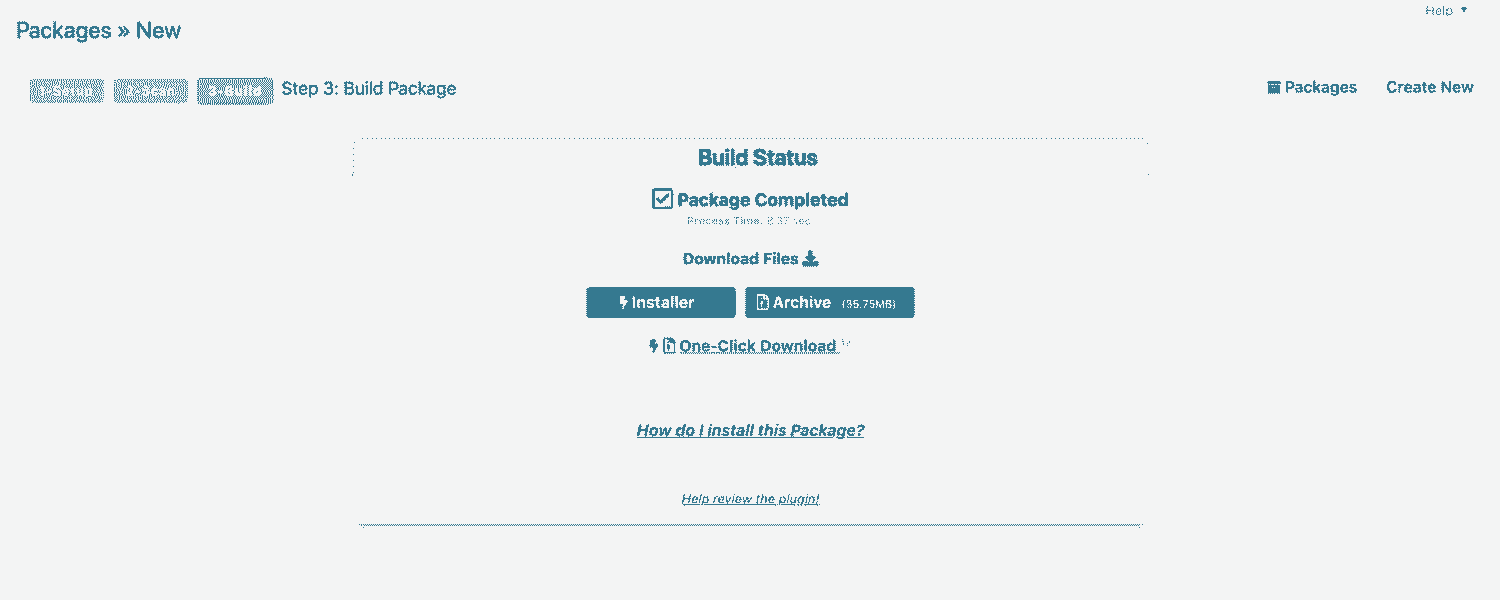 Help
Packages » New
1-Setup 2-Scan 3-Build Step 3: Build Package
Packages Create New
Build Status
Package Completed
Process Time: 8.37 sec
Download Files
Installer Archive (35.75MB)
One-Click Download
How do I install this Package?
Help review the plugin!